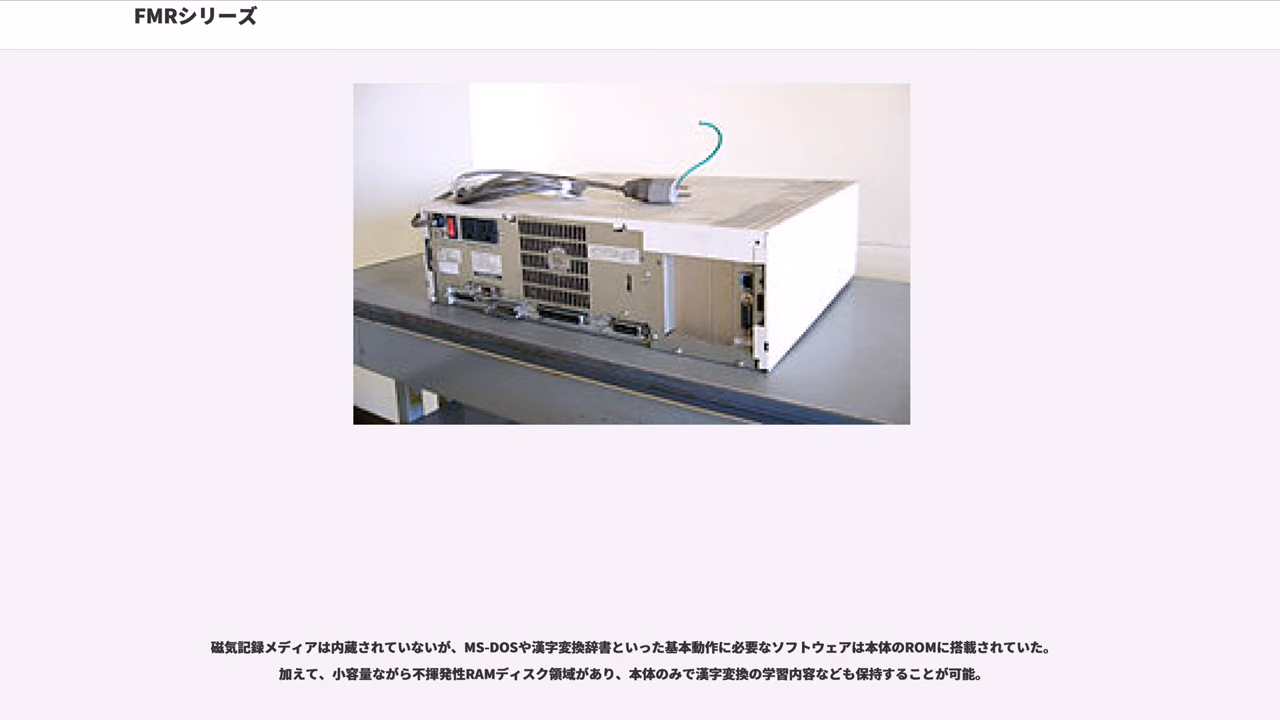 FMRシリーズ
磁気記録メディアは内蔵されていないが、MS-DOSや漢字変換辞書といった基本動作に必要なソフトウェアは本体のROMに搭載されていた。
加えて、小容量ながら不揮発性RAMディスク領域があり、本体のみで漢字変換の学習内容なども保持することが可能。